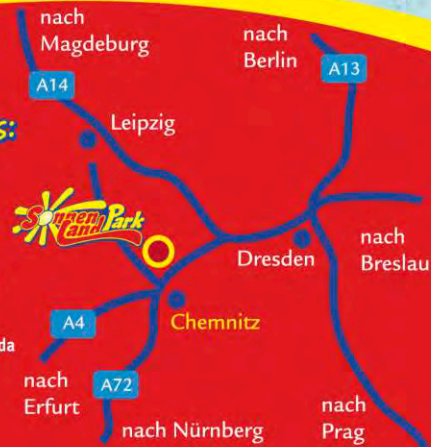 nach
Magdeburg
nach
Berlin
A14
A13
Leipzig
s:
Sonnen
Land Park
Dresden
nach
Breslau
Chemnitz
A4
da
nach
Erfurt
A72
nach Nürnberg
nach
Prag